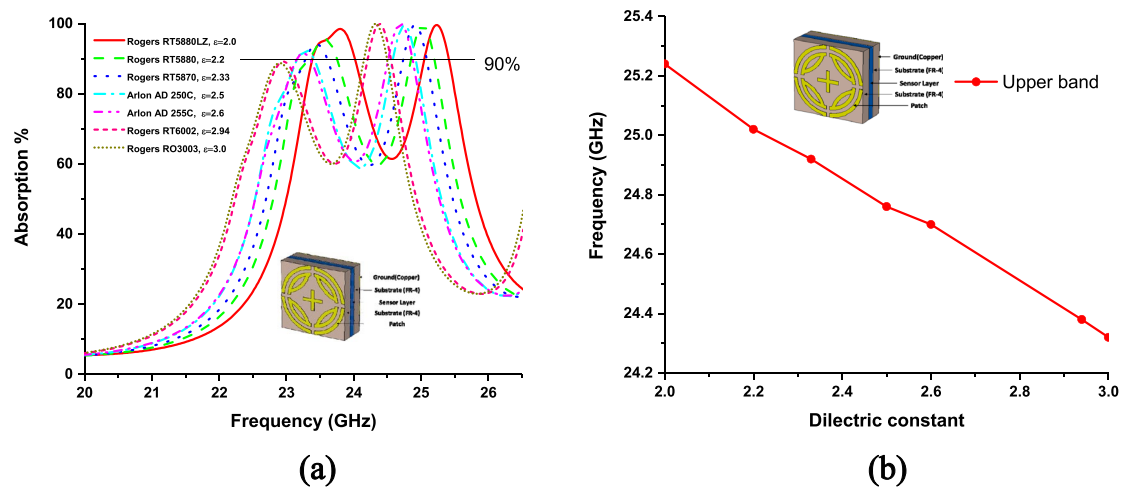 100
80
60
40
20
0
Absorption %
Rogers RT5880LZ, ε=2.0
Rogers RT5880, ε=2.2
Rogers RT5870, ε=2.33
Arlon AD 250C, ε=2.5
Arlon AD 255C, ε=2.6
Rogers RT6002, ε=2.94
Rogers RO3003, ε=3.0
90%
Ground(Copper)
Substrate (FR-4)
Sensor Layer
Substrate (FR-4)
Patch
20 21 22 23 24 25 26
Frequency (GHz)
(a)
25.4
25.2
25.0
24.8
24.6
24.4
24.2
Frequency (GHz)
Ground(Copper)
Substrate (FR-4)
Sensor Layer
Substrate (FR-4)
Patch
Upper band
2.0 2.2 2.4 2.6 2.8 3.0
Dilectric constant
(b)